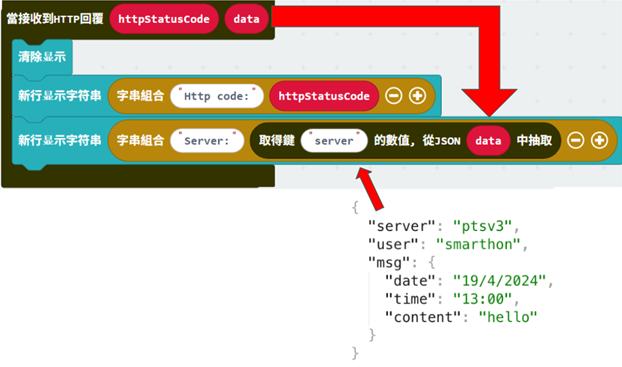 當接收到HTTP回覆 httpStatusCode data
清除显示
新行显示字符串 字串組合 "Http code:" httpStatusCode
新行显示字符串 字串組合 "Server:" 取得鍵 "server" 的數值, 從JSON data 中抽取
{
"server": "ptsv3",
"user": "smarthon",
"msg": {
"date": "19/4/2024",
"time": "13:00",
"content": "hello"
}
}